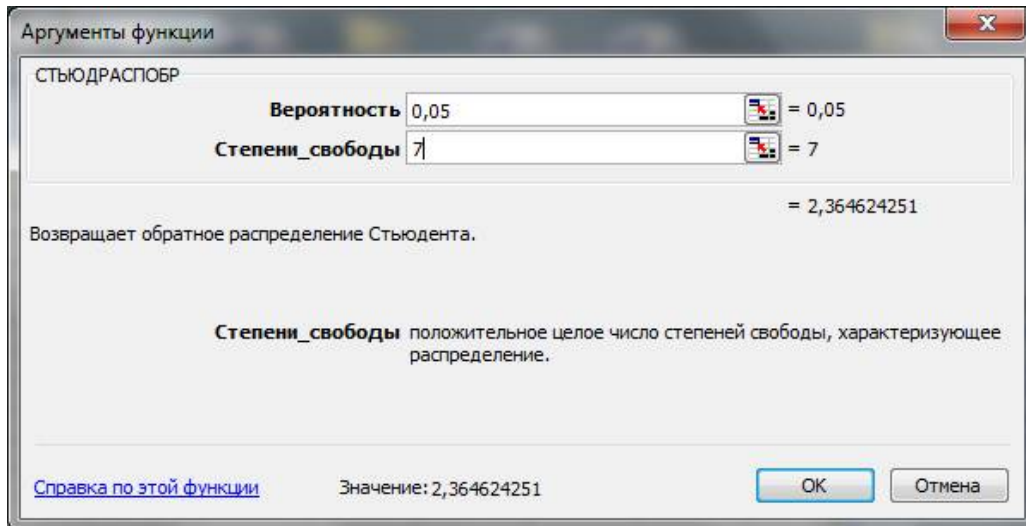 Аргументы функции
СТЬЮДРАСПОБР
Вероятность 0,05 = 0,05
Степени_свободы 7 = 7
= 2,364624251
Возвращает обратное распределение Стьюдента.
Степени_свободы положительное целое число степеней свободы, характеризующее
распределение.
Справка по этой функции Значение: 2,364624251 ОК Отмена